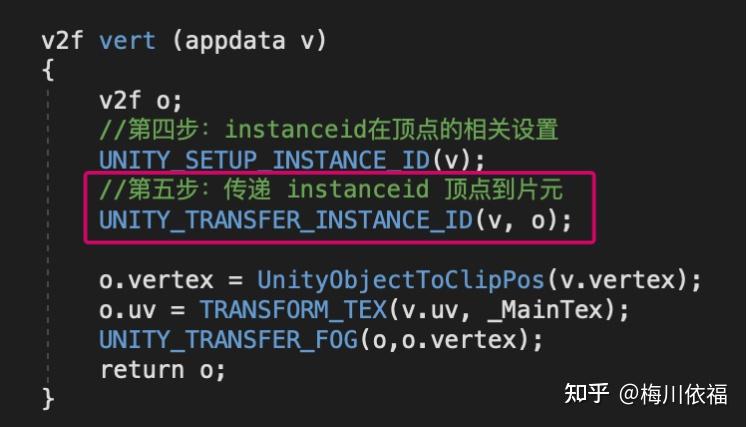 v2f vert (appdata v)
{
v2f o;
//第四步：instanceid在顶点的相关设置
UNITY_SETUP_INSTANCE_ID(v);
//第五步：传递 instanceid 顶点到片元
UNITY_TRANSFER_INSTANCE_ID(v, o);
o.vertex = UnityObjectToClipPos(v.vertex);
o.uv = TRANSFORM_TEX(v.uv, _MainTex);
UNITY_TRANSFER_FOG(o,o.vertex);
return o;
}
知乎 @梅川依福